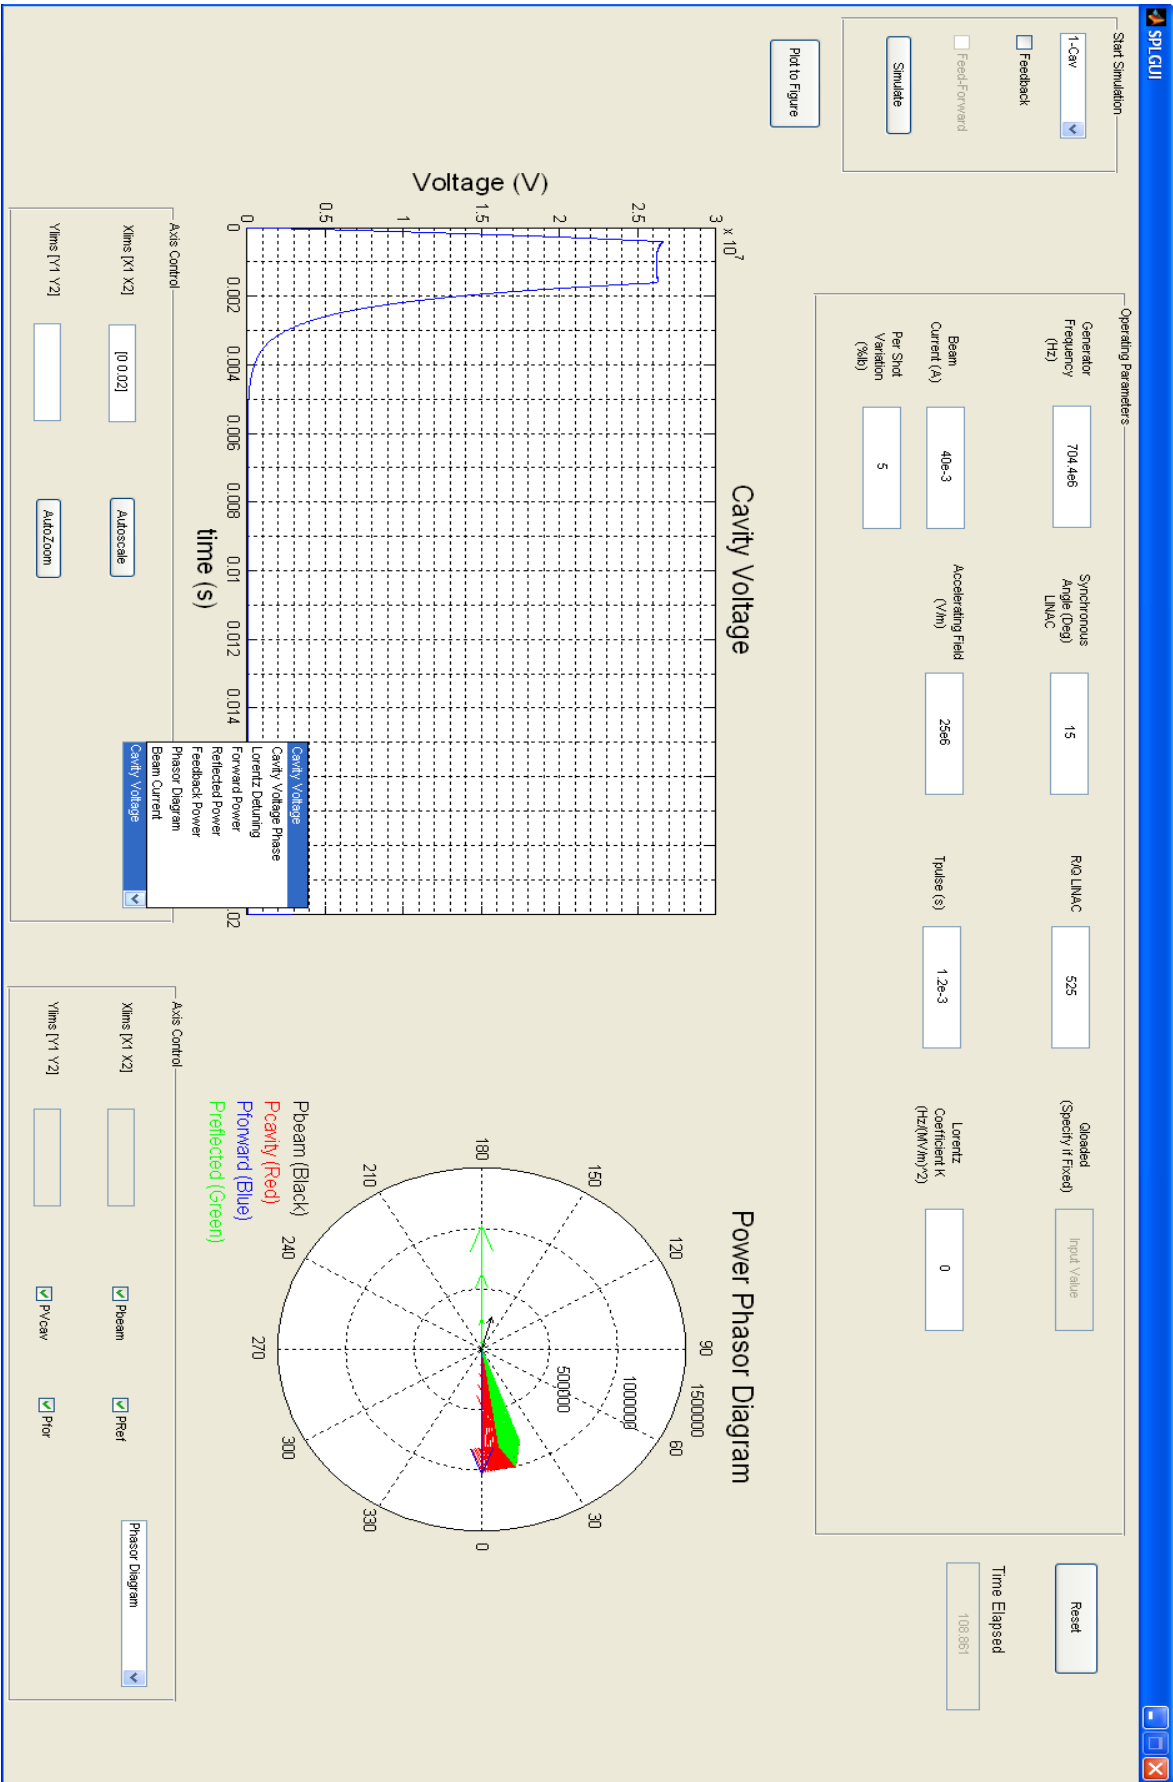 SPLGUI
Start Simulation
1-Cav
Feedback
Feed-Forward
Simulate
Plot to Figure
Operating Parameters
Generator
Frequency
(Hz)
704.4e6
Synchronous
Angle (Deg)
LINAC
15
R/Q LINAC
525
Qloaded
(Specify if Fixed)
Input Value
Beam
Current (A)
40e-3
Accelerating Field
(V/m)
25e6
Tpulse (s)
1.2e-3
Lorentz
Coefficient K
(Hz/(MV/m)^2)
0
Per Shot
Variation
(%Ib)
5
Reset
Time Elapsed
108.861
Cavity Voltage
x 10^7
3
2.5
2
1.5
1
0.5
0
Voltage (V)
0
0.002
0.004
0.006
0.008
0.01
0.012
0.014
02
time (s)
Cavity Voltage
Cavity Voltage Phase
Lorentz Detuning
Forward Power
Reflected Power
Feedback Power
Phasor Diagram
Beam Current
Cavity Voltage
Axis Control
Xlims [X1 X2]
[0 0.02]
Autoscale
Ylims [Y1 Y2]
AutoZoom
Power Phasor Diagram
90
1500000
120
60
1000000
150
30
500000
180
0
210
330
240
300
270
Pbeam (Black)
Pcavity (Red)
Pforward (Blue)
Preflected (Green)
Axis Control
Xlims [X1 X2]
Pbeam
PRef
Phasor Diagram
Ylims [Y1 Y2]
PVcav
Pfor